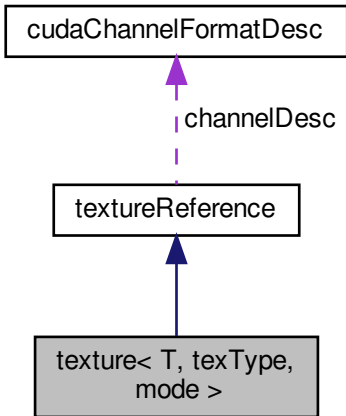 cudaChannelFormatDesc
channelDesc
textureReference
texture< T, texType,
mode >